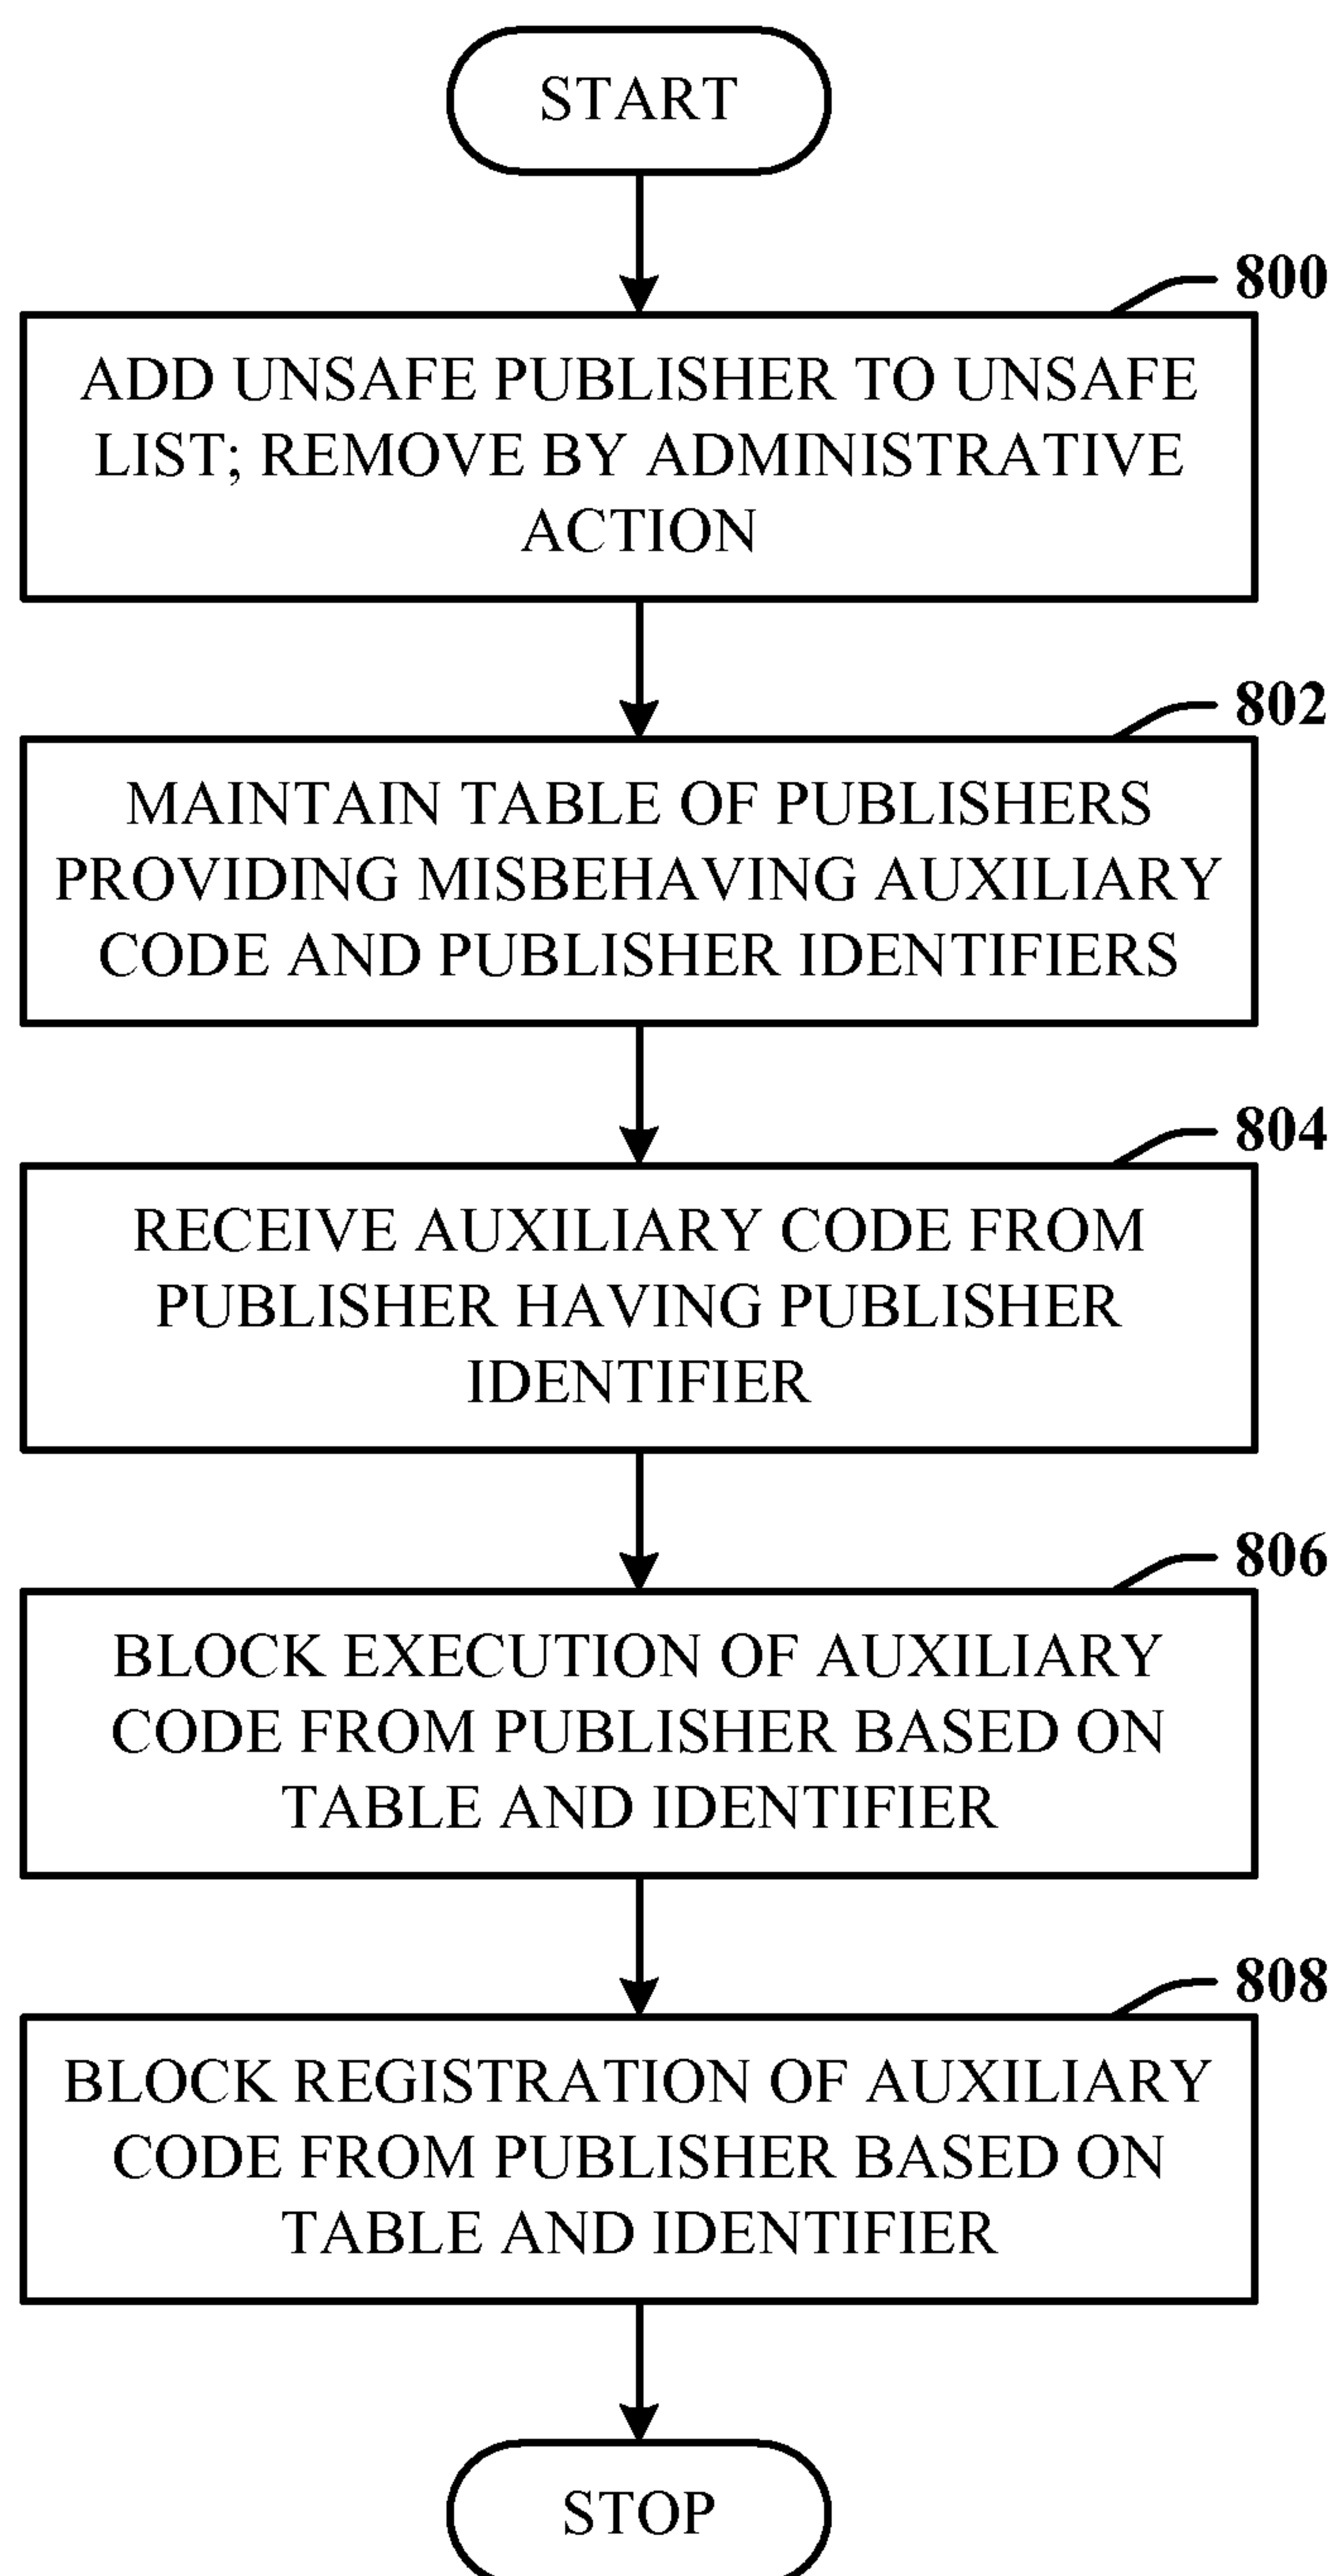 START
800
ADD UNSAFE PUBLISHER TO UNSAFE
LIST; REMOVE BY ADMINISTRATIVE
ACTION
802
MAINTAIN TABLE OF PUBLISHERS
PROVIDING MISBEHAVING AUXILIARY
CODE AND PUBLISHER IDENTIFIERS
804
RECEIVE AUXILIARY CODE FROM
PUBLISHER HAVING PUBLISHER
IDENTIFIER
806
BLOCK EXECUTION OF AUXILIARY
CODE FROM PUBLISHER BASED ON
TABLE AND IDENTIFIER
808
BLOCK REGISTRATION OF AUXILIARY
CODE FROM PUBLISHER BASED ON
TABLE AND IDENTIFIER
STOP